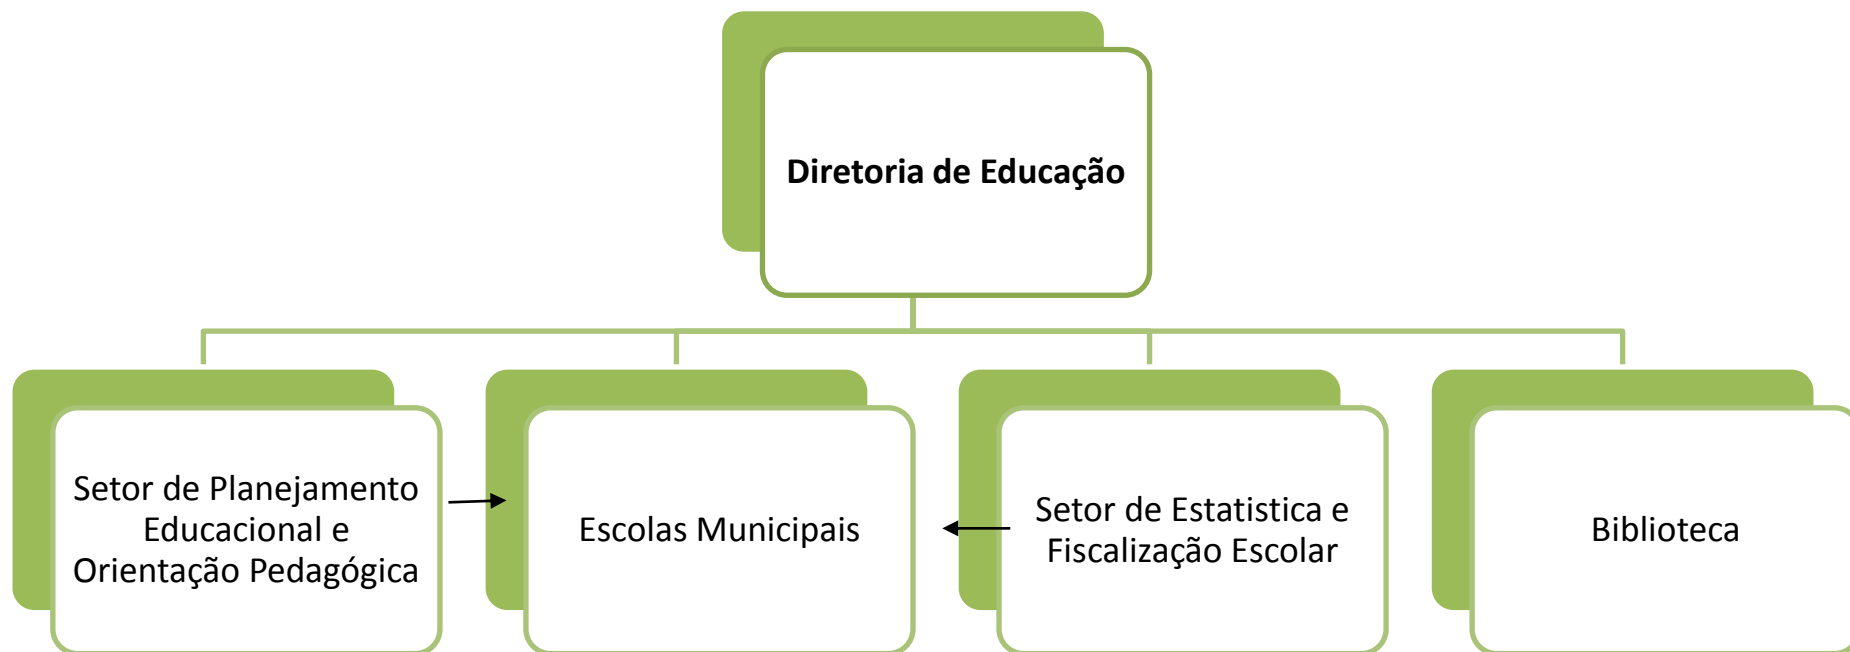 Diretoria de Educação
Setor de Planejamento
Educacional e
Orientação Pedagógica
Escolas Municipais
Setor de Estatistica e
Fiscalização Escolar
Biblioteca